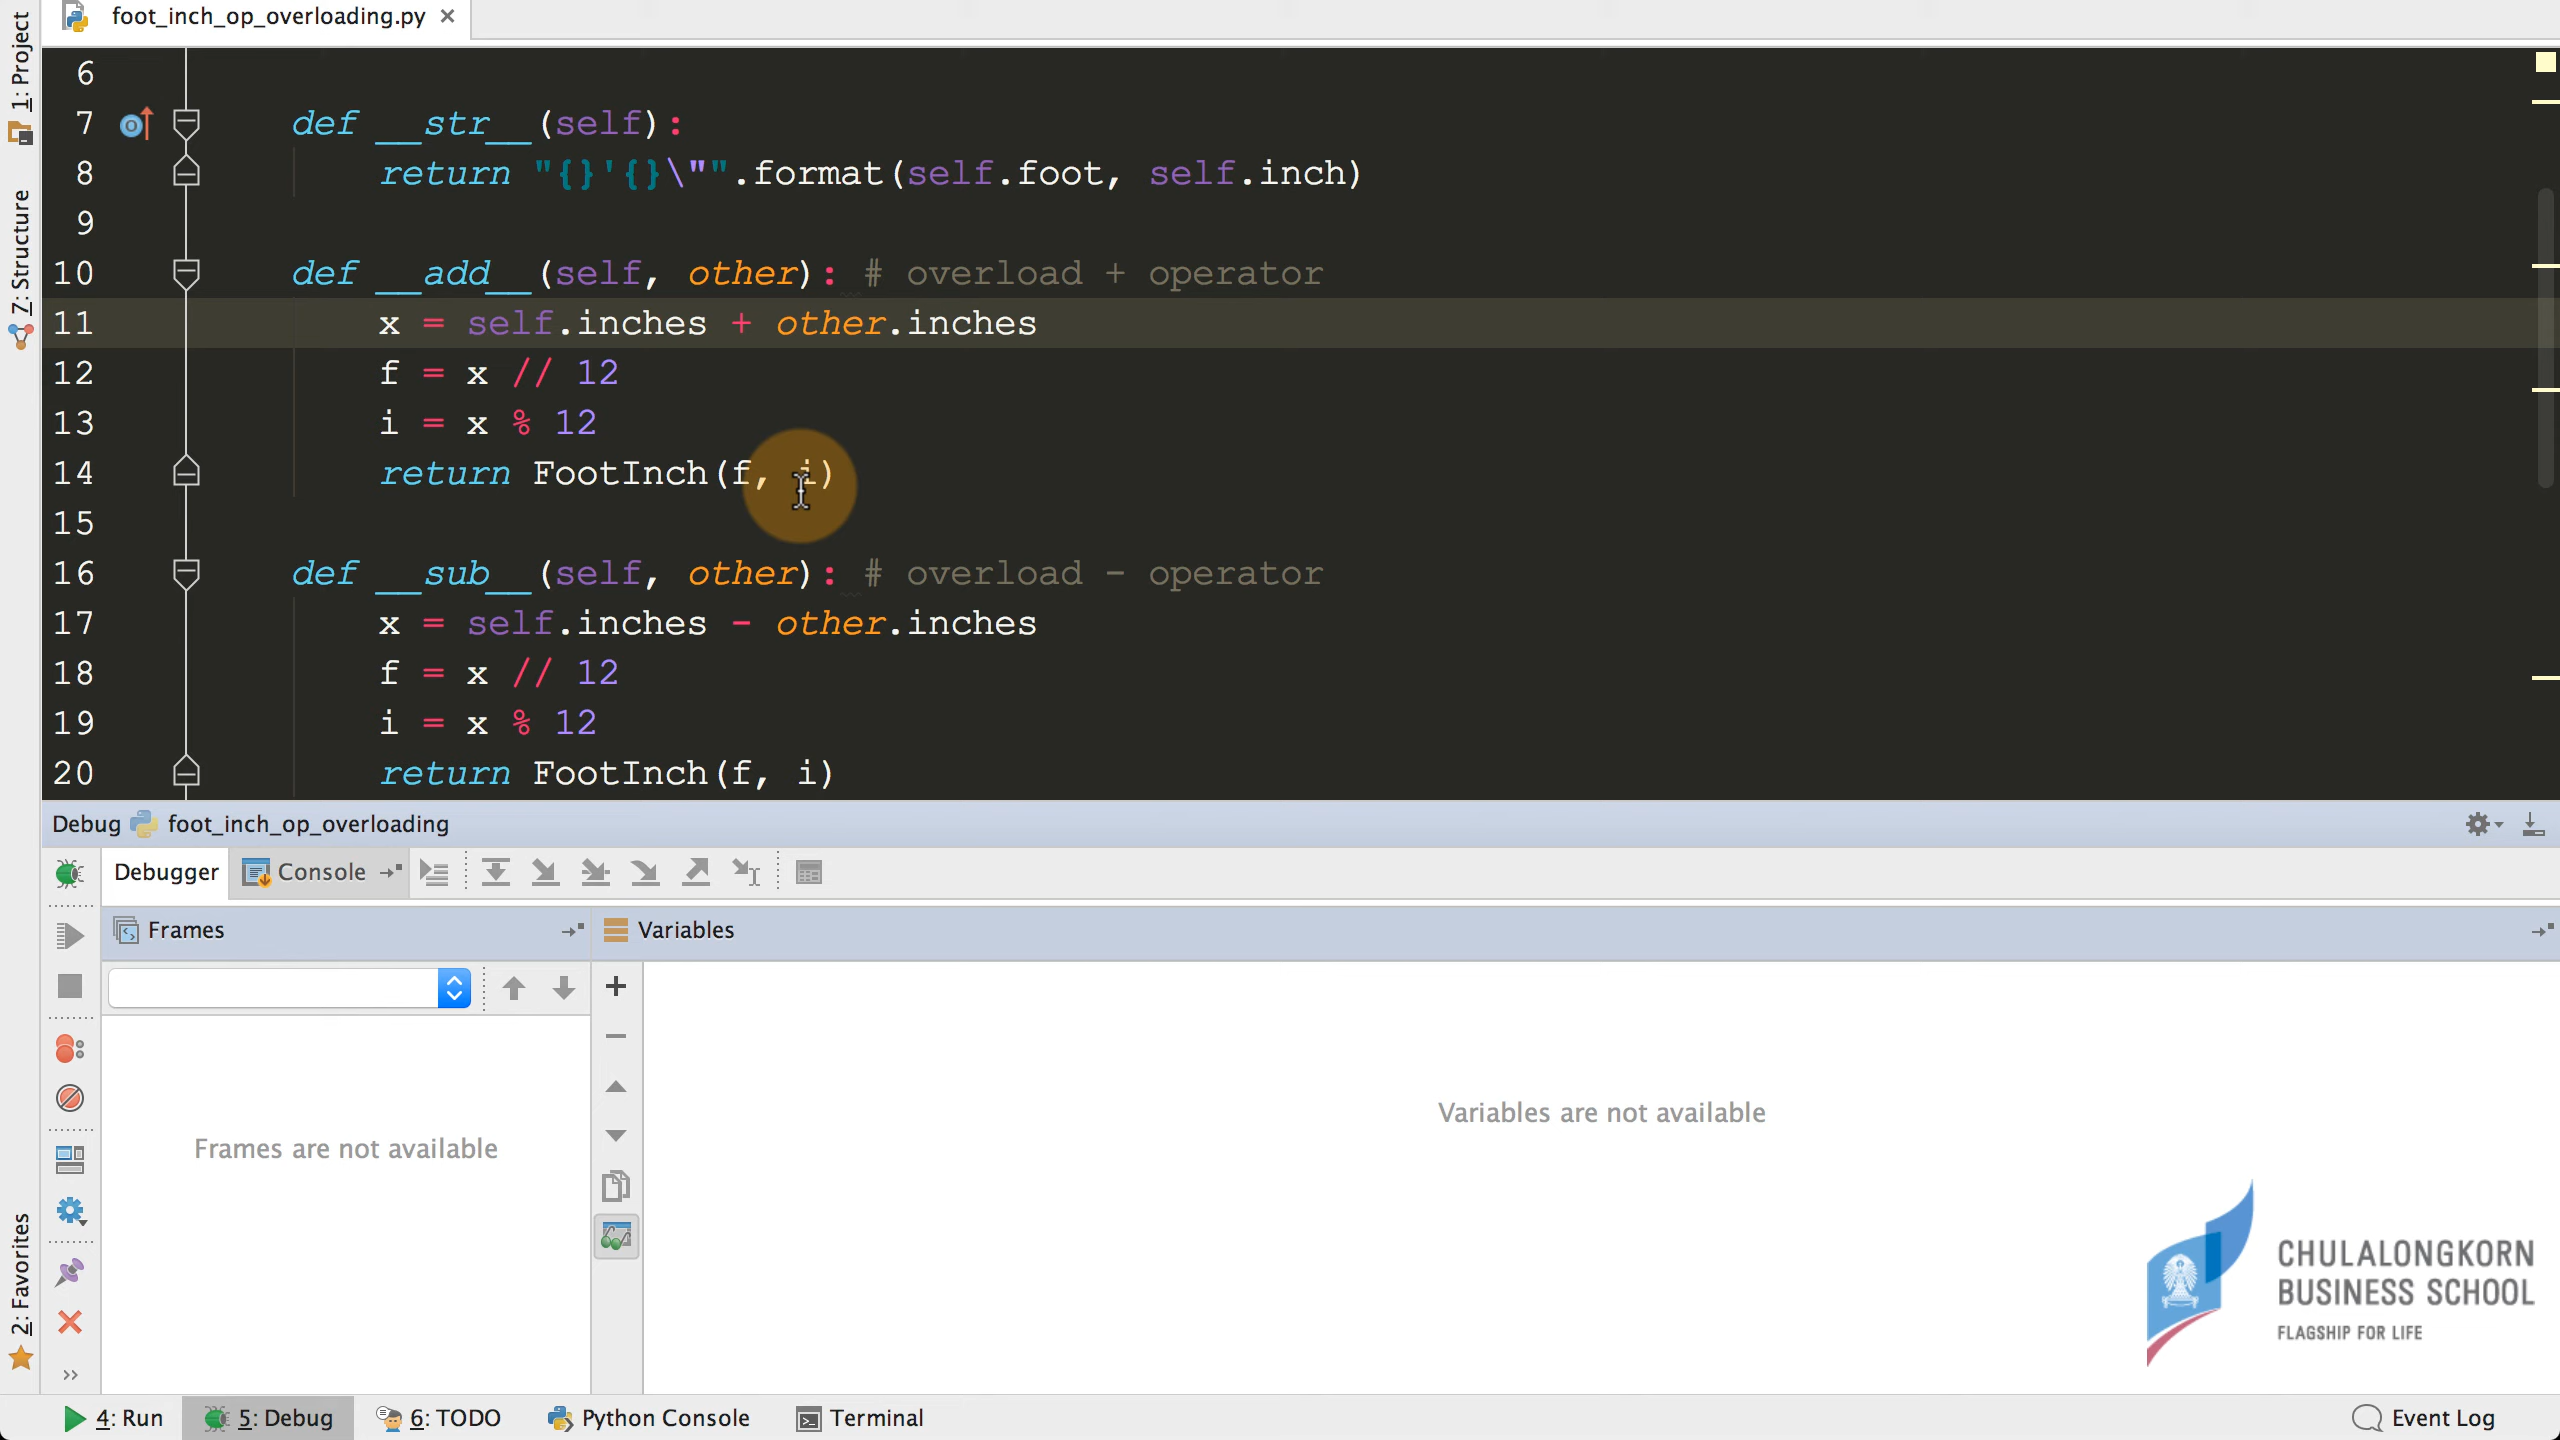 foot_inch_op_overloading.py
1: Project
7: Structure
2: Favorites
6
7 def __str__(self):
8 return "{}'{}\"".format(self.foot, self.inch)
9
10 def __add__(self, other): # overload + operator
11 x = self.inches + other.inches
12 f = x // 12
13 i = x % 12
14 return FootInch(f, i)
15
16 def __sub__(self, other): # overload - operator
17 x = self.inches - other.inches
18 f = x // 12
19 i = x % 12
20 return FootInch(f, i)
Debug foot_inch_op_overloading
Debugger Console
Frames Variables
Frames are not available
Variables are not available
CHULALONGKORN
BUSINESS SCHOOL
FLAGSHIP FOR LIFE
4: Run 5: Debug 6: TODO Python Console Terminal Event Log